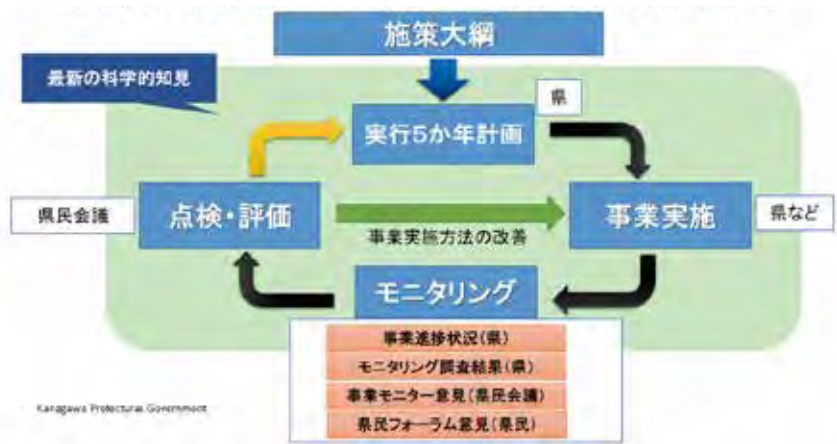 施策大綱
最新の科学的知見
県
実行5か年計画
県民会議
点検・評価
事業実施
県など
事業実施方法の改善
モニタリング
事業進捗状況(県)
モニタリング調査結果(県)
事業モニター意見(県民会議)
県民フォーラム意見(県民)
Kanagawa Prefectural Government